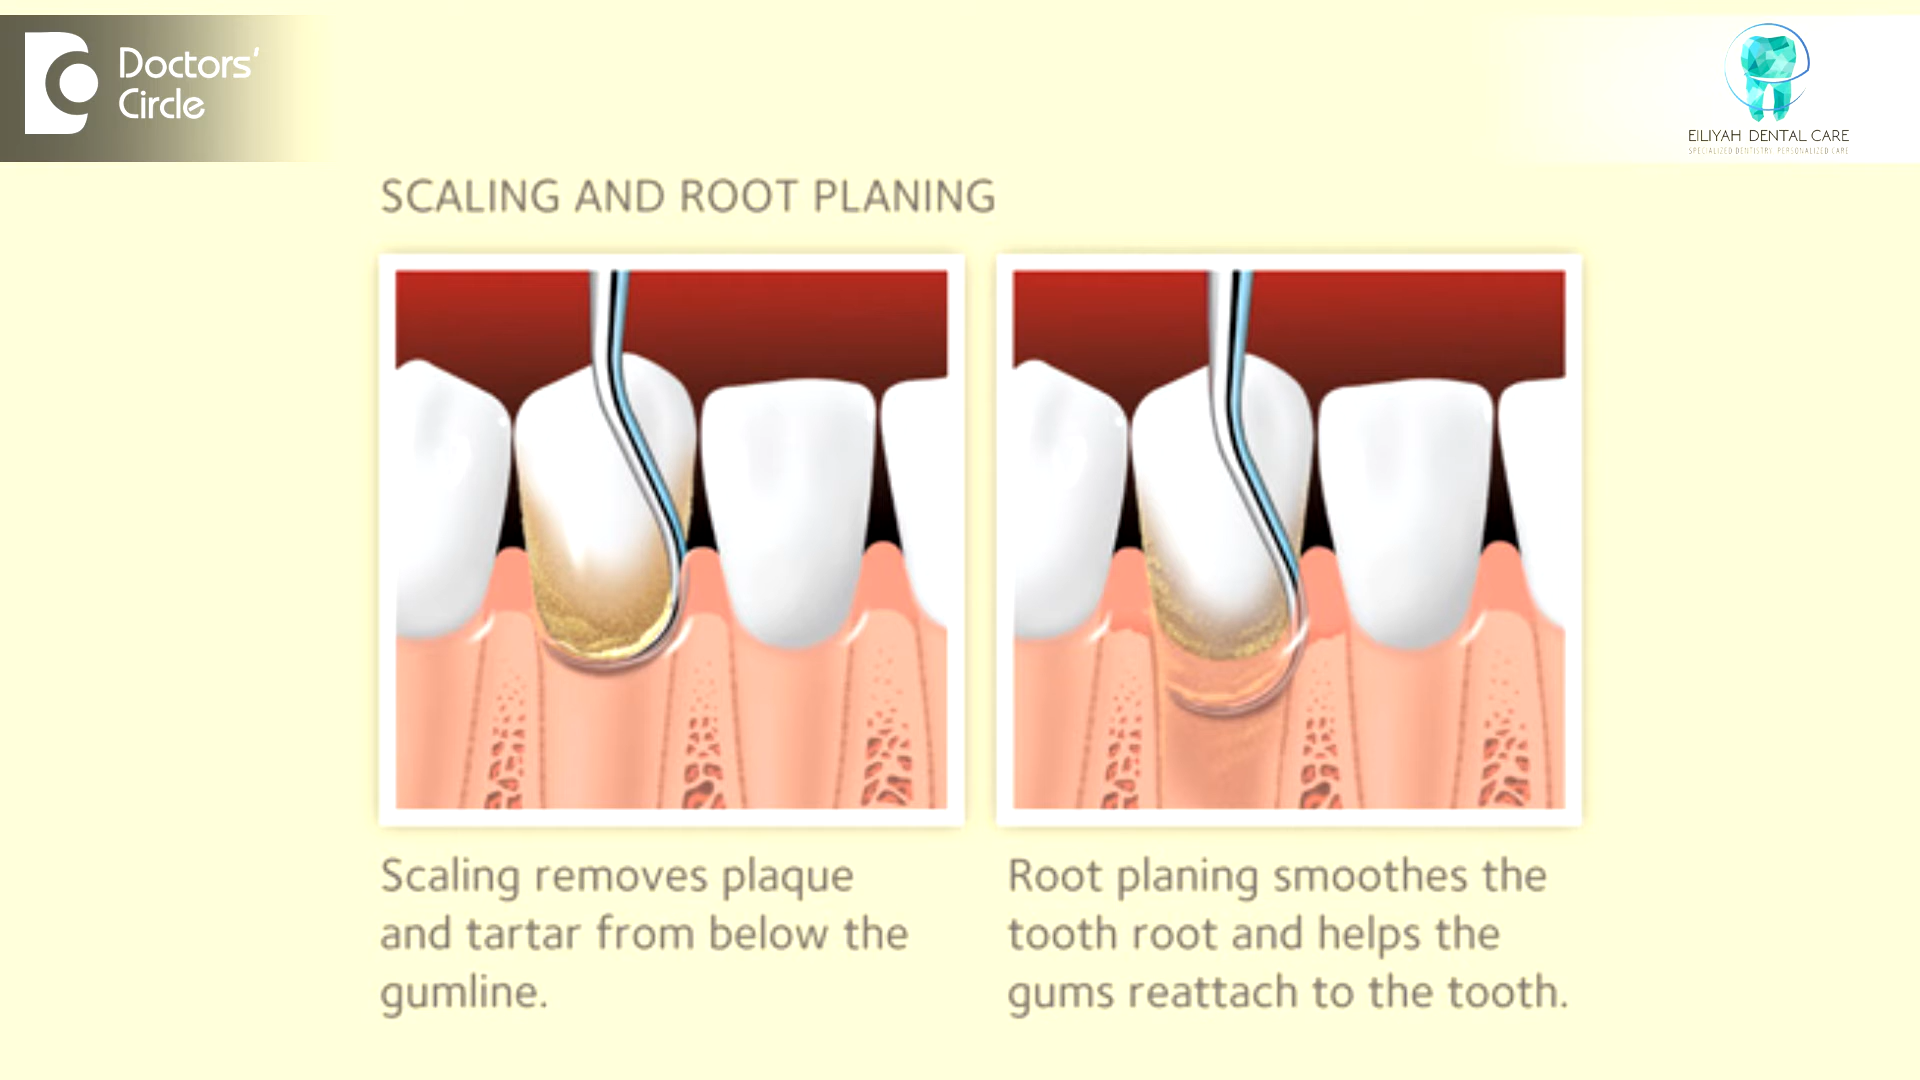 Doctors'
Circle
EILIYAH DENTAL CARE
SPECIALIZED DENTISTRY PERSONALIZED CARE
SCALING AND ROOT PLANING
Scaling removes plaque
and tartar from below the
gumline.
Root planing smoothes the
tooth root and helps the
gums reattach to the tooth.